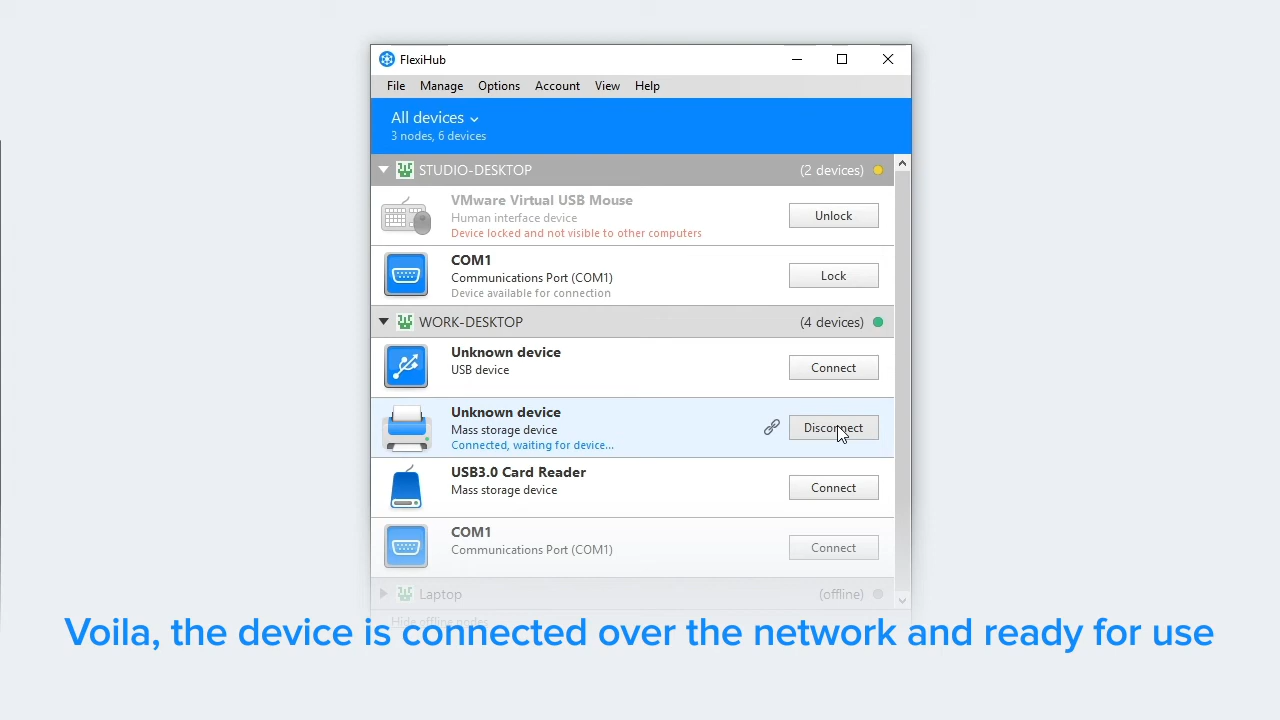 FlexiHub
File Manage Options Account View Help
All devices
3 nodes, 6 devices
STUDIO-DESKTOP (2 devices)
VMware Virtual USB Mouse
Human interface device
Device locked and not visible to other computers
Unlock
COM1
Communications Port (COM1)
Device available for connection
Lock
WORK-DESKTOP (4 devices)
Unknown device
USB device
Connect
Unknown device
Mass storage device
Connected, waiting for device...
Disconnect
USB3.0 Card Reader
Mass storage device
Connect
COM1
Communications Port (COM1)
Connect
Laptop (offline)
Hide offline nodes
Voila, the device is connected over the network and ready for use